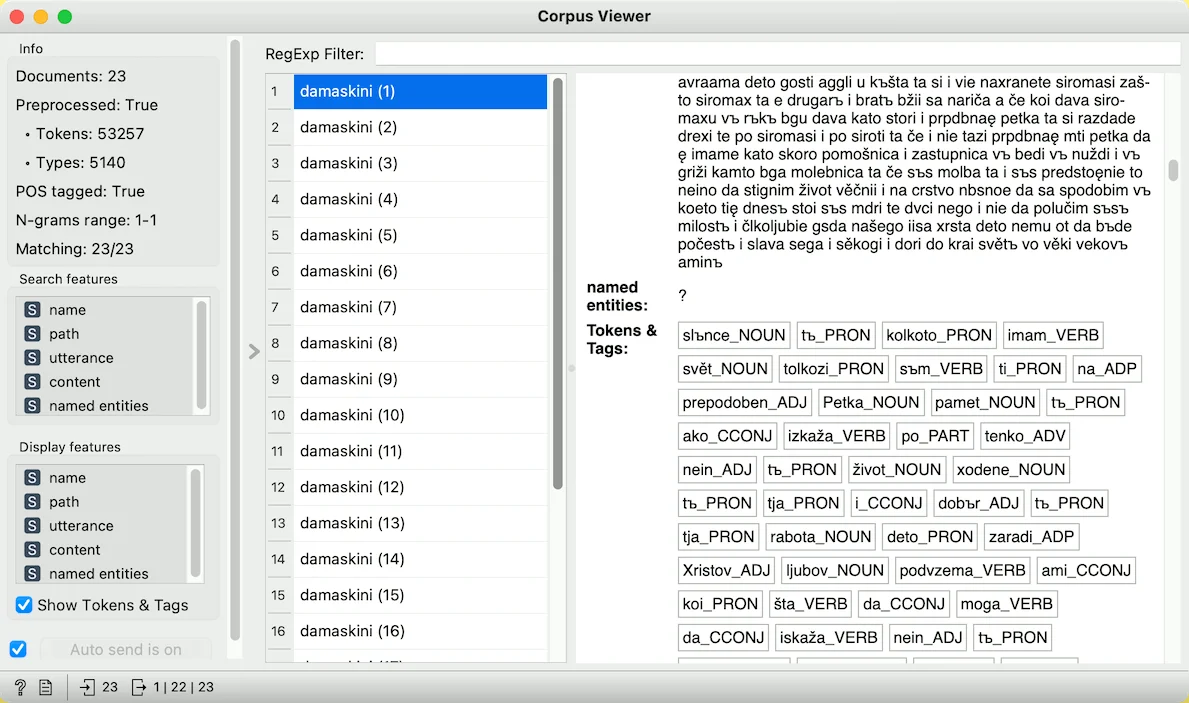 Corpus Viewer
Info
Documents: 23
Preprocessed: True
◦ Tokens: 53257
◦ Types: 5140
POS tagged: True
N-grams range: 1-1
Matching: 23/23
Search features
S name
S path
S utterance
S content
S named entities
Display features
S name
S path
S utterance
S content
S named entities
Show Tokens & Tags
Auto send is on
RegExp Filter:
1 damaskini (1)
2 damaskini (2)
3 damaskini (3)
4 damaskini (4)
5 damaskini (5)
6 damaskini (6)
7 damaskini (7)
8 damaskini (8)
9 damaskini (9)
10 damaskini (10)
11 damaskini (11)
12 damaskini (12)
13 damaskini (13)
14 damaskini (14)
15 damaskini (15)
16 damaskini (16)
avraama deto gosti aggli u kъšta ta si i vie naxranete siromasi zaš-
to siromax ta e drugarъ i bratъ bžii sa nariča a če koi dava siro-
maxu vъ rъkъ bgu dava kato stori i prpdbnaę petka ta si razdade
drexi te po siromasi i po siroti ta če i nie tazi prpdbnaę mti petka da
ę imame kato skoro pomošnica i zastupnica vъ bedi vъ nuždi i vъ
griži kamto bga molebnica ta če sъs molba ta i sъs predstoęnie to
neino da stignim život věčnii i na crstvo nbsnoe da sa spodobim vъ
koeto tię dnesъ stoi sъs mdri te dvci nego i nie da polučim sъsъ
milostъ i člkoljubie gsda našego iisa xrsta deto nemu ot da bъde
počestъ i slava sega i sěkogi i dori do krai světъ vo věki vekovъ
aminъ
named
entities:
?
Tokens &
Tags:
slъnce_NOUN tъ_PRON kolkoto_PRON imam_VERB
svět_NOUN tolkozi_PRON sъm_VERB ti_PRON na_ADP
prepodoben_ADJ Petka_NOUN pamet_NOUN tъ_PRON
ako_CCONJ izkaža_VERB po_PART tenko_ADV
nein_ADJ tъ_PRON život_NOUN xodene_NOUN
tъ_PRON tja_PRON i_CCONJ dobъr_ADJ tъ_PRON
tja_PRON rabota_NOUN deto_PRON zaradi_ADP
Xristov_ADJ ljubov_NOUN podvzema_VERB ami_CCONJ
koi_PRON šta_VERB da_CCONJ moga_VERB
da_CCONJ iskaža_VERB nein_ADJ tъ_PRON
? 23 1 | 22 | 23